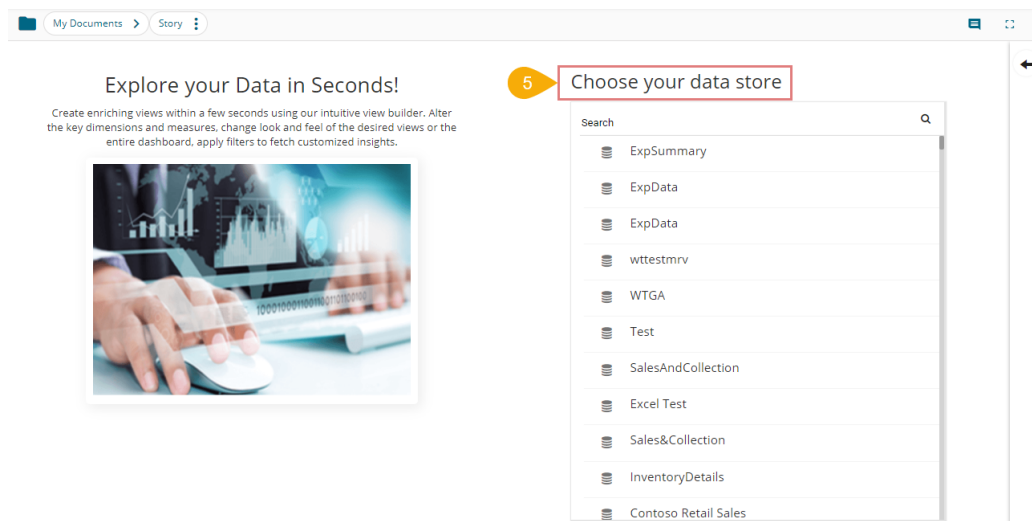 My Documents > Story
Explore your Data in Seconds!
Create enriching views within a few seconds using our intuitive view builder. Alter
the key dimensions and measures, change look and feel of the desired views or the
entire dashboard, apply filters to fetch customized insights.
5
Choose your data store
Search
ExpSummary
ExpData
ExpData
wttestmrv
WTGA
Test
SalesAndCollection
Excel Test
Sales&Collection
InventoryDetails
Contoso Retail Sales